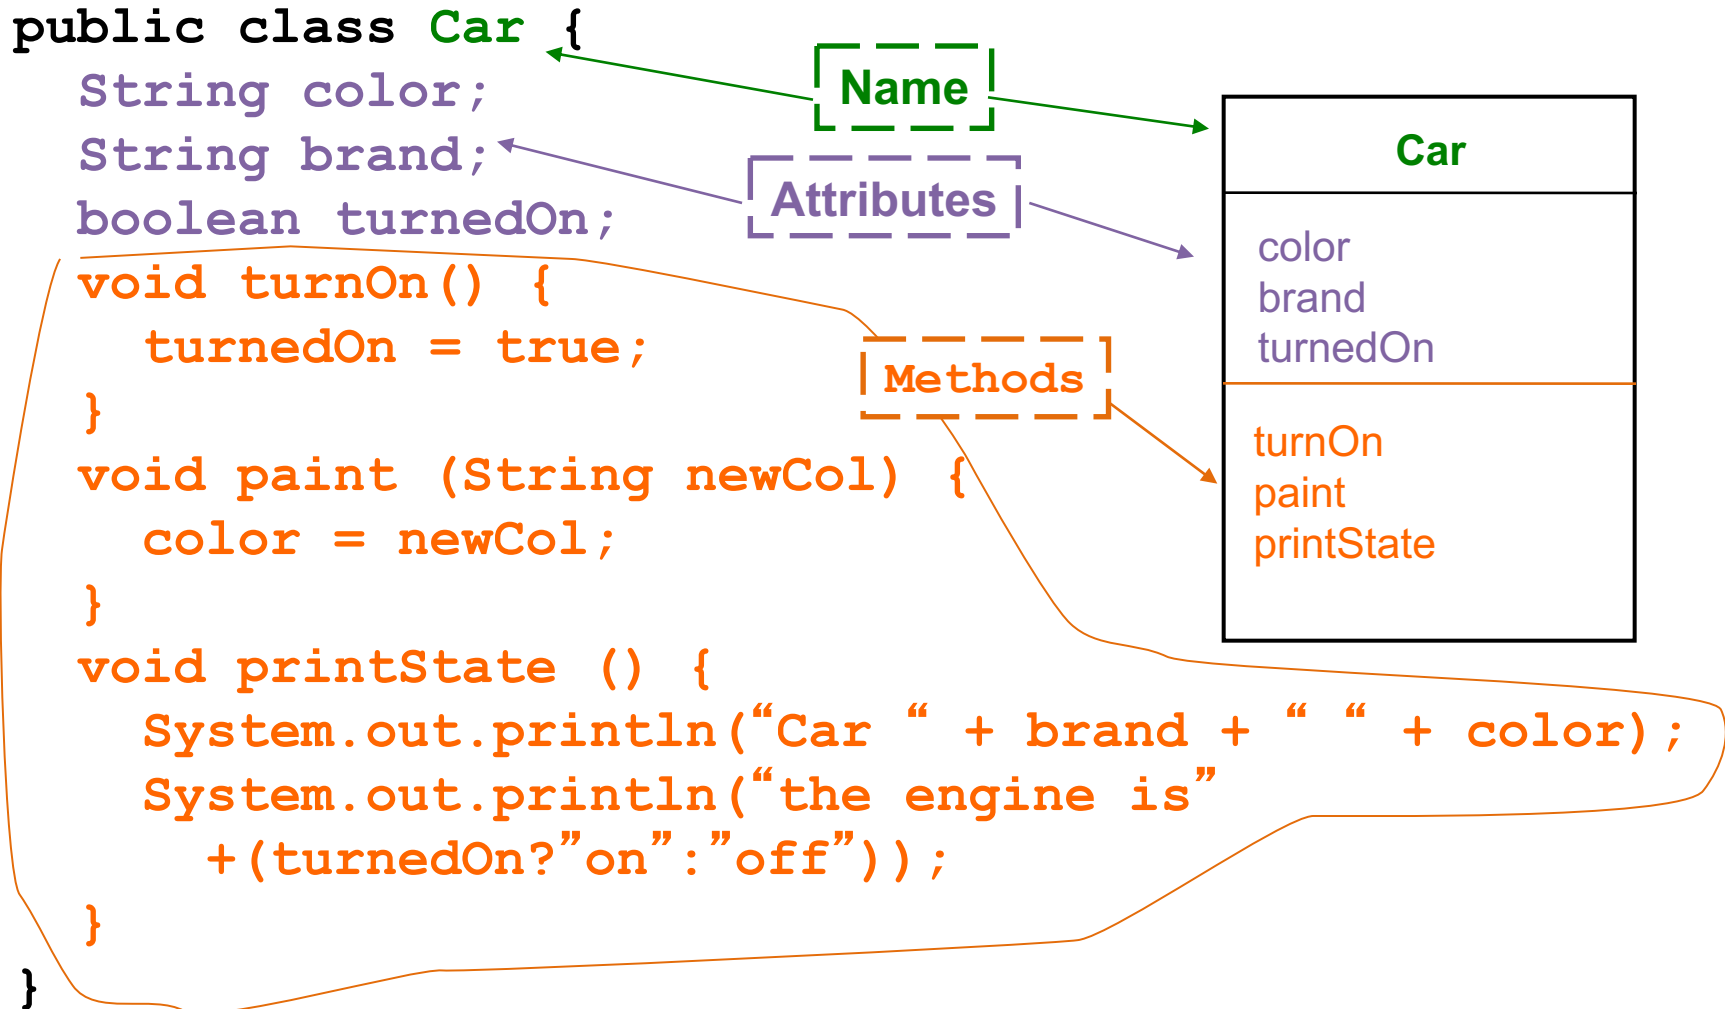 public class Car {
String color;
String brand;
boolean turnedOn;
void turnOn() {
turnedOn = true;
}
void paint (String newCol) {
color = newCol;
}
void printState () {
System.out.println(“Car “ + brand + “ “ + color);
System.out.println(“the engine is”
+(turnedOn?”on”:”off”));
}
}
Name
Attributes
Methods
Car
color
brand
turnedOn
turnOn
paint
printState